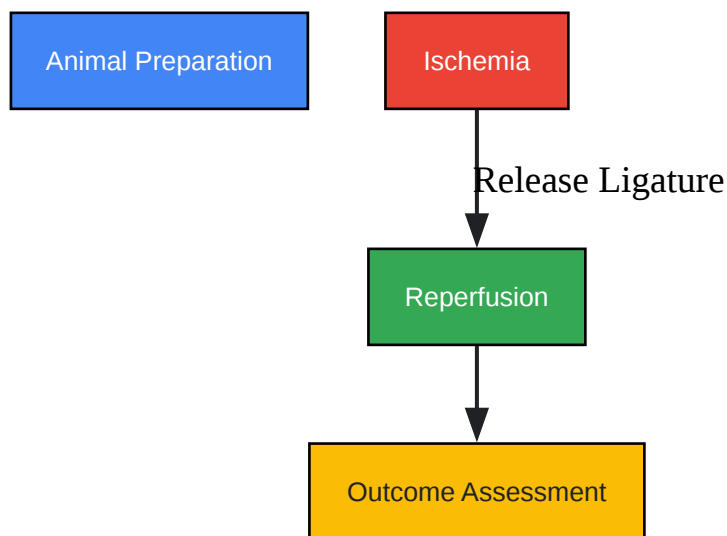 Animal Preparation
Ischemia
Release Ligature
Reperfusion
Outcome Assessment